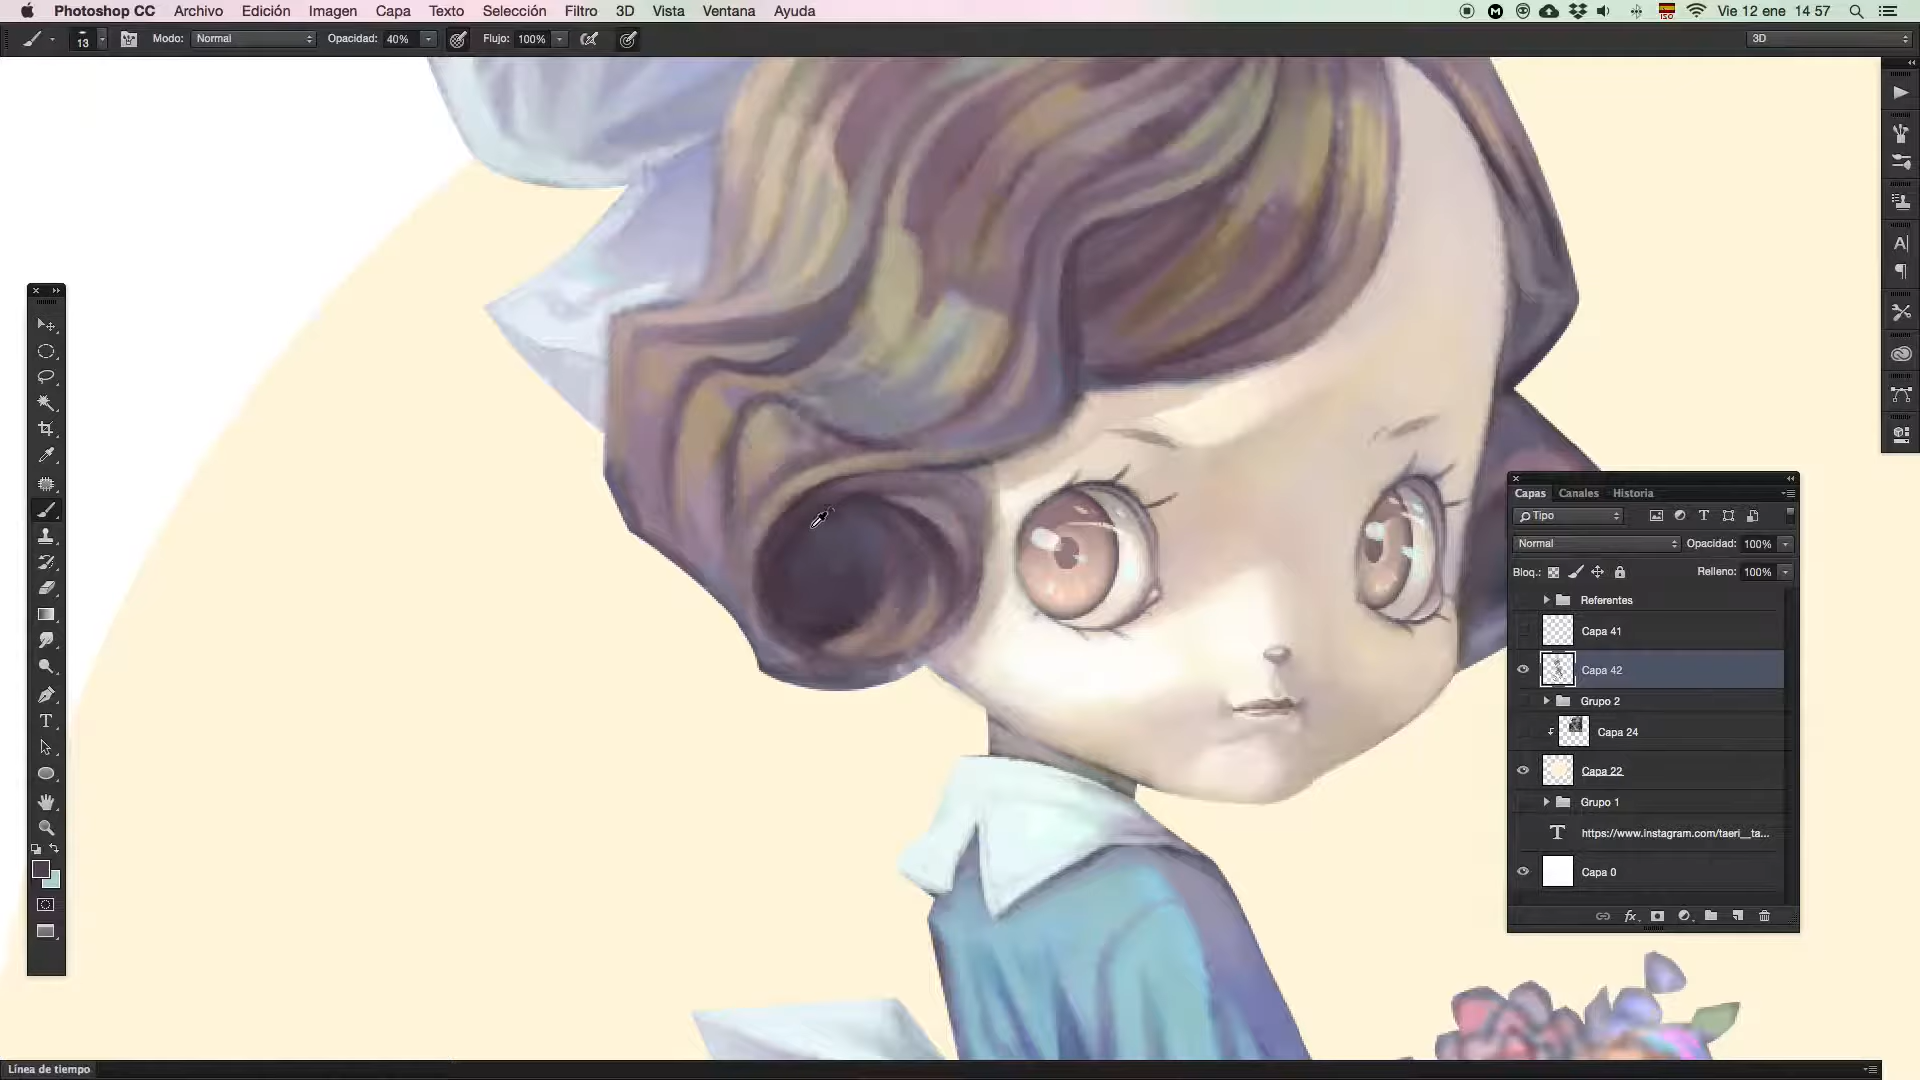 Photoshop CC Archivo Edición Imagen Capa Texto Selección Filtro 3D Vista Ventana Ayuda ISO Vie 12 ene 14 57
13 Modo: Normal Opacidad: 40% Flujo: 100% 3D
Capas Canales Historia
Tipo
Normal Opacidad: 100%
Bloq.: Relleno: 100%
Referentes
Capa 41
Capa 42
Grupo 2
Capa 24
Capa 22
Grupo 1
https://www.instagram.com/taeri__ta...
Capa 0
Línea de tiempo